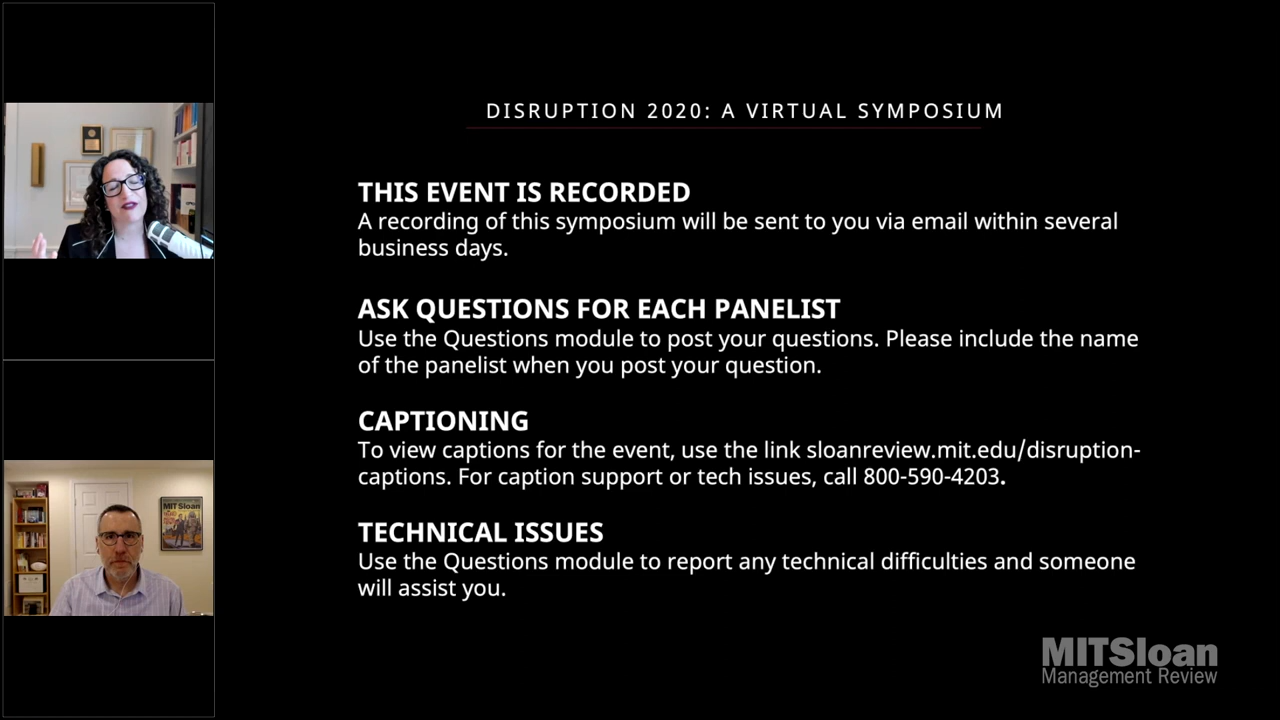 DISRUPTION 2020: A VIRTUAL SYMPOSIUM
THIS EVENT IS RECORDED
A recording of this symposium will be sent to you via email within several
business days.
ASK QUESTIONS FOR EACH PANELIST
Use the Questions module to post your questions. Please include the name
of the panelist when you post your question.
CAPTIONING
To view captions for the event, use the link sloanreview.mit.edu/disruption-
captions. For caption support or tech issues, call 800-590-4203.
TECHNICAL ISSUES
Use the Questions module to report any technical difficulties and someone
will assist you.
MITSloan
Management Review
MIT Sloan